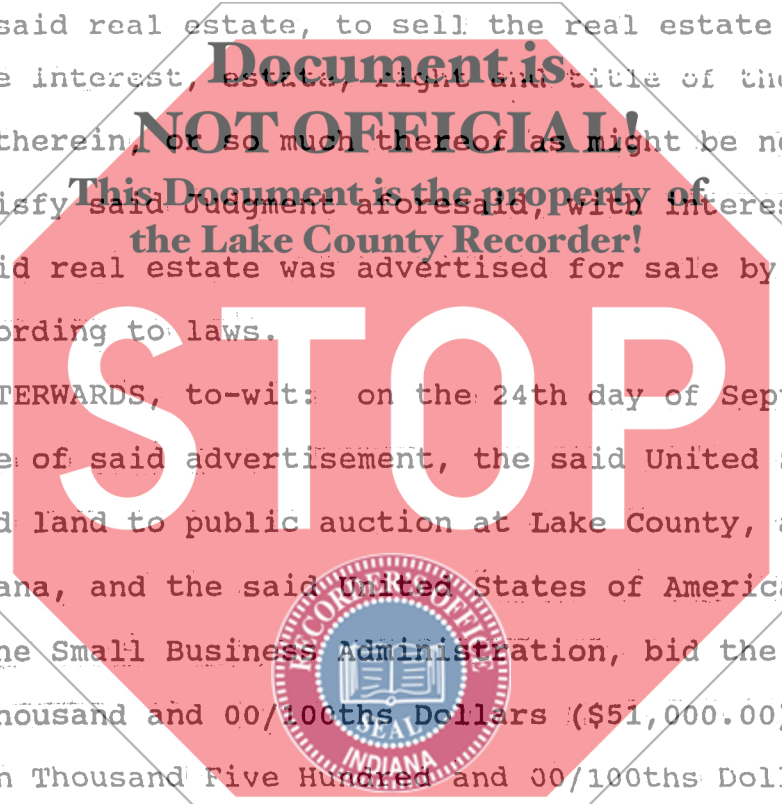 said real estate, to sell the real estate
Document is
e interest, estate, right and title of the
NOT OFFICIAL!
therein, or so much thereof as might be ne
This Document is the property of
isfy said Judgment aforesaid, with interes
the Lake County Recorder!
id real estate was advertised for sale by
ording to laws.
STOP
TERWARDS, to-wit: on the 24th day of Sept
e of said advertisement, the said United S
d land to public auction at Lake County, a
ana, and the said United States of America
RECORDER'S OFFICE
he Small Business Administration, bid the
housand and 00/100ths Dollars ($51,000.00)
SEAL
INDIANA
n Thousand Five Hundred and 00/100ths Doll